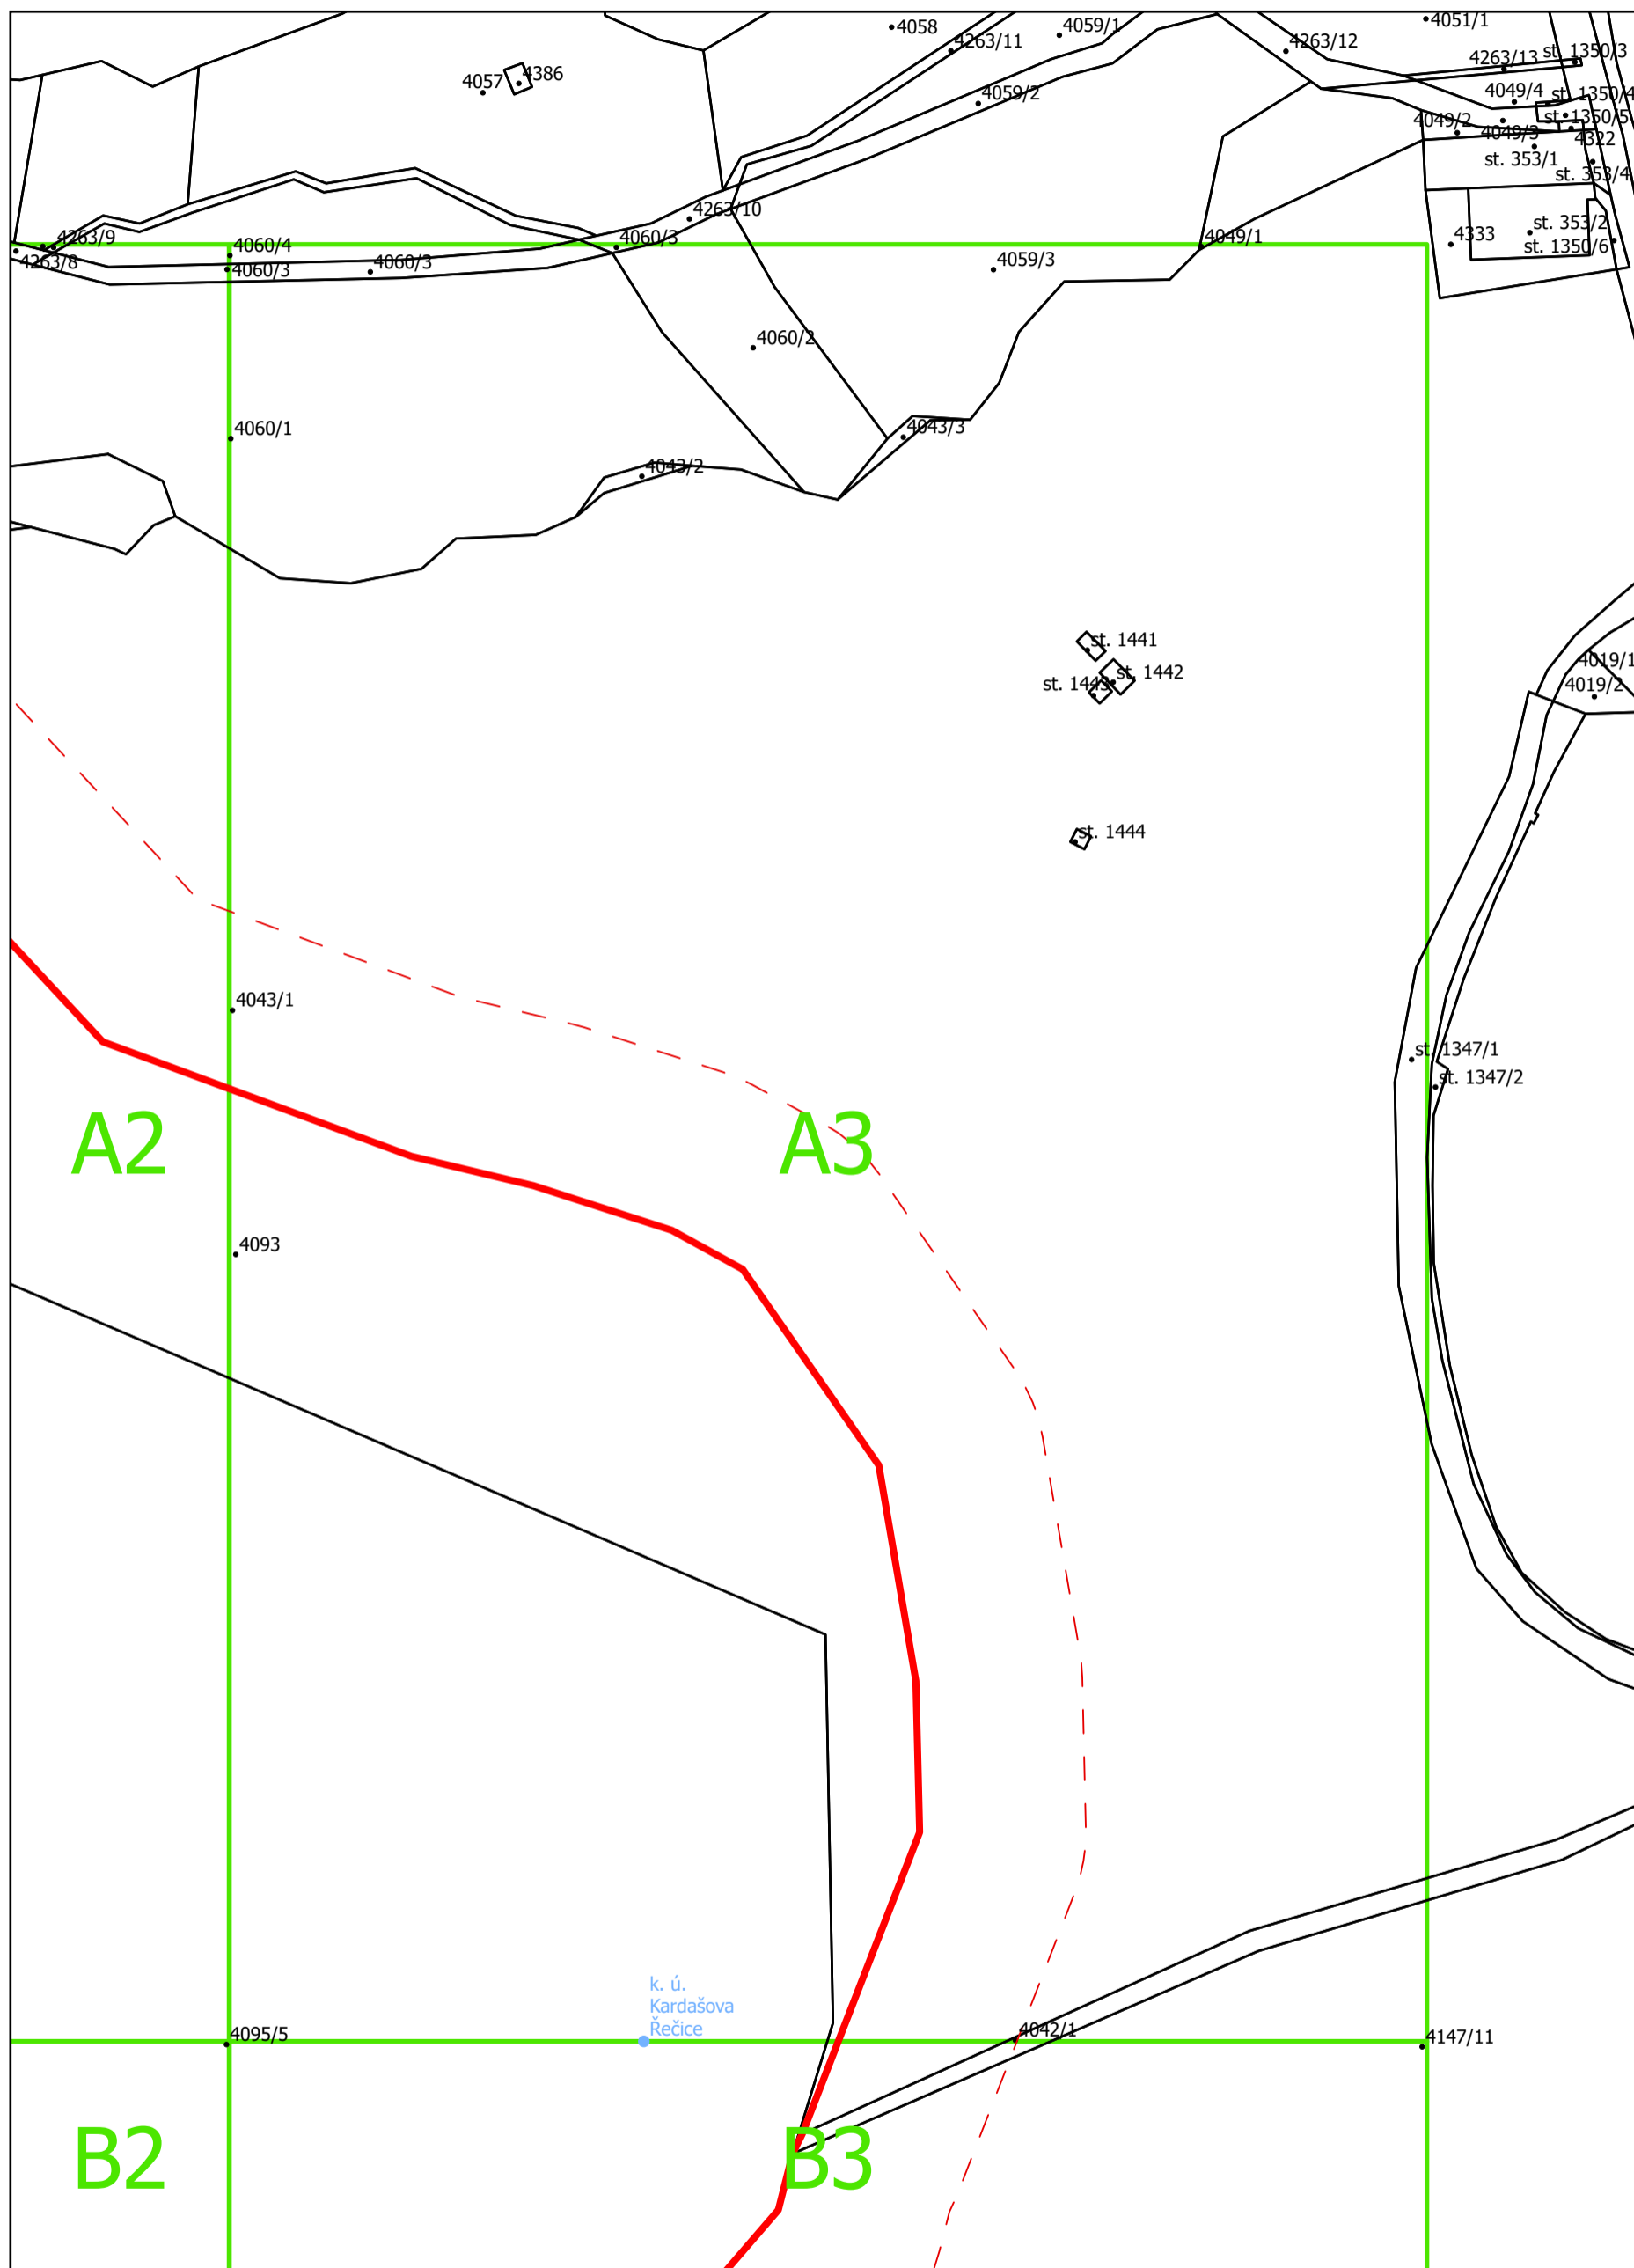 4051/1
4058
4059/1
4263/11
4263/12
st. 1350/3
4263/13
4057
4386
4049/4
st. 1350/4
4059/2
st. 1350/5
4049/2
4049/3
4322
st. 353/1
st. 353/4
4263/10
st. 353/2
4263/9
4060/4
4060/3
4049/1
4333
st. 1350/6
4263/8
4060/3
4060/3
4059/3
4060/2
4060/1
4043/3
4043/2
st. 1441
st. 1442
st. 1443
4019/1
4019/2
st. 1444
4043/1
st. 1347/1
st. 1347/2
A2
A3
4093
k. ú.
Kardašova
Řečice
4095/5
4042/1
4147/11
B2
B3